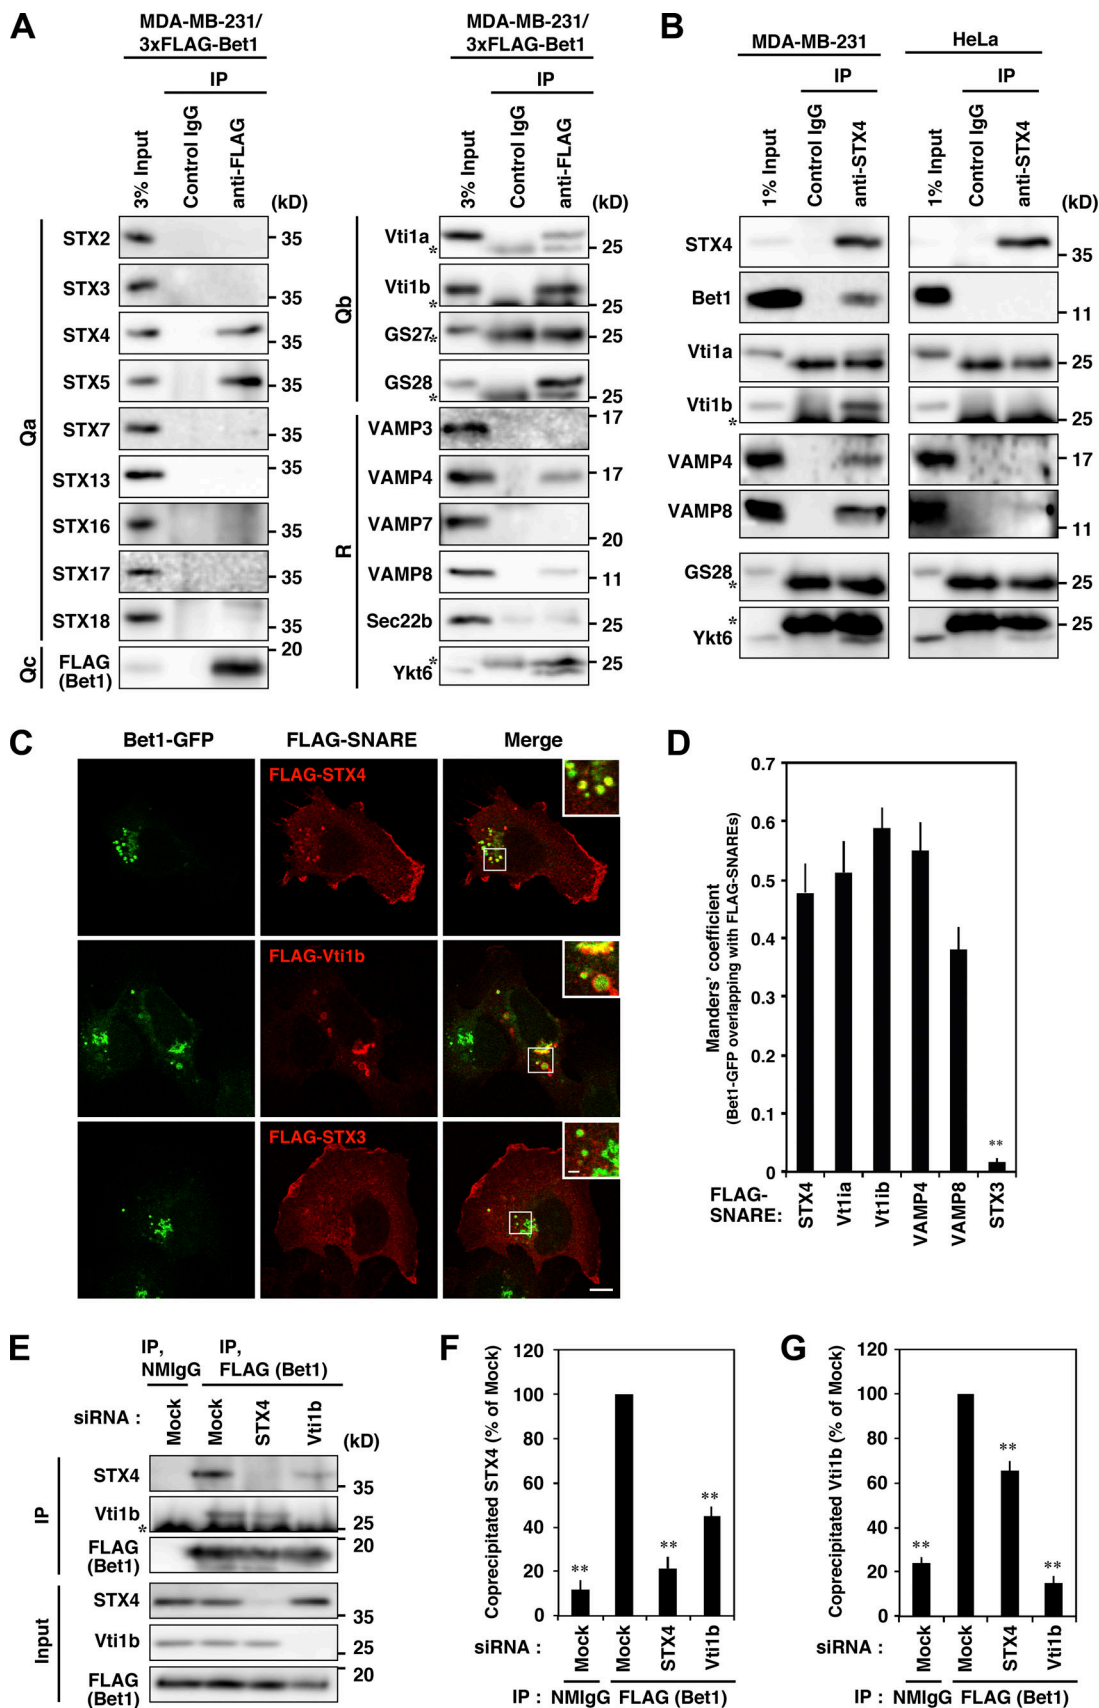 A
MDA-MB-231/
3xFLAG-Bet1
IP
3% Input
Control IgG
anti-FLAG
(kD)
Qa
STX2
35
STX3
35
STX4
35
STX5
35
STX7
35
STX13
35
STX16
35
STX17
35
STX18
35
Qc
FLAG
(Bet1)
20
MDA-MB-231/
3xFLAG-Bet1
IP
3% Input
Control IgG
anti-FLAG
(kD)
Qb
Vti1a
*
25
Vti1b
*
25
GS27*
25
GS28
*
25
R
VAMP3
17
VAMP4
17
VAMP7
20
VAMP8
11
Sec22b
25
*
Ykt6
25
B
MDA-MB-231
HeLa
IP
IP
1% Input
Control IgG
anti-STX4
1% Input
Control IgG
anti-STX4
(kD)
STX4
35
Bet1
11
Vti1a
25
Vti1b
*
25
VAMP4
17
VAMP8
11
GS28
*
25
*
Ykt6
25
C
Bet1-GFP
FLAG-SNARE
Merge
FLAG-STX4
FLAG-Vti1b
FLAG-STX3
D
Manders' coefficient
(Bet1-GFP overlapping with FLAG-SNAREs)
0.7
0.6
0.5
0.4
0.3
0.2
0.1
0
**
FLAG-
SNARE:
STX4
Vt1ia
Vt1ib
VAMP4
VAMP8
STX3
E
IP,
NMIgG
IP,
FLAG (Bet1)
siRNA :
Mock
Mock
STX4
Vti1b
(kD)
IP
STX4
35
Vti1b
*
25
FLAG
(Bet1)
20
Input
STX4
35
Vti1b
25
FLAG
(Bet1)
20
F
Coprecipitated STX4 (% of Mock)
120
100
80
60
40
20
0
**
**
**
siRNA :
Mock
Mock
STX4
Vti1b
IP : NMIgG FLAG (Bet1)
G
Coprecipitated Vti1b (% of Mock)
120
100
80
60
40
20
0
**
**
**
siRNA :
Mock
Mock
STX4
Vti1b
IP : NMIgG FLAG (Bet1)